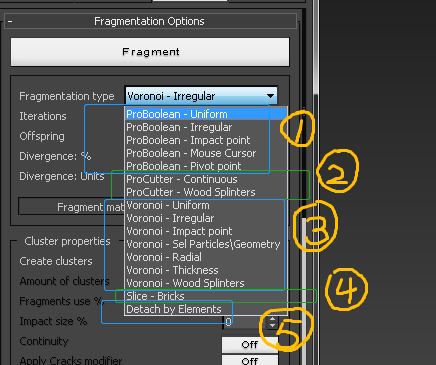 - Fragmentation Options
Fragment
Fragmentation type Voronoi - Irregular
Iterations
Offspring
Divergence: %
Divergence: Units
Fragment mat
ProBoolean - Uniform
ProBoolean - Irregular
ProBoolean - Impact point
ProBoolean - Mouse Cursor
ProBoolean - Pivot point
ProCutter - Continuous
ProCutter - Wood Splinters
Voronoi - Uniform
Voronoi - Irregular
Voronoi - Impact point
Voronoi - Sel Particles\Geometry
Voronoi - Radial
Voronoi - Thickness
Voronoi - Wood Splinters
Slice - Bricks
Detach by Elements
1
2
3
4
5
Cluster properties
Create clusters
Amount of clusters
Fragments use %
Impact size % 0
Continuity Off
Apply Cracks modifier Off